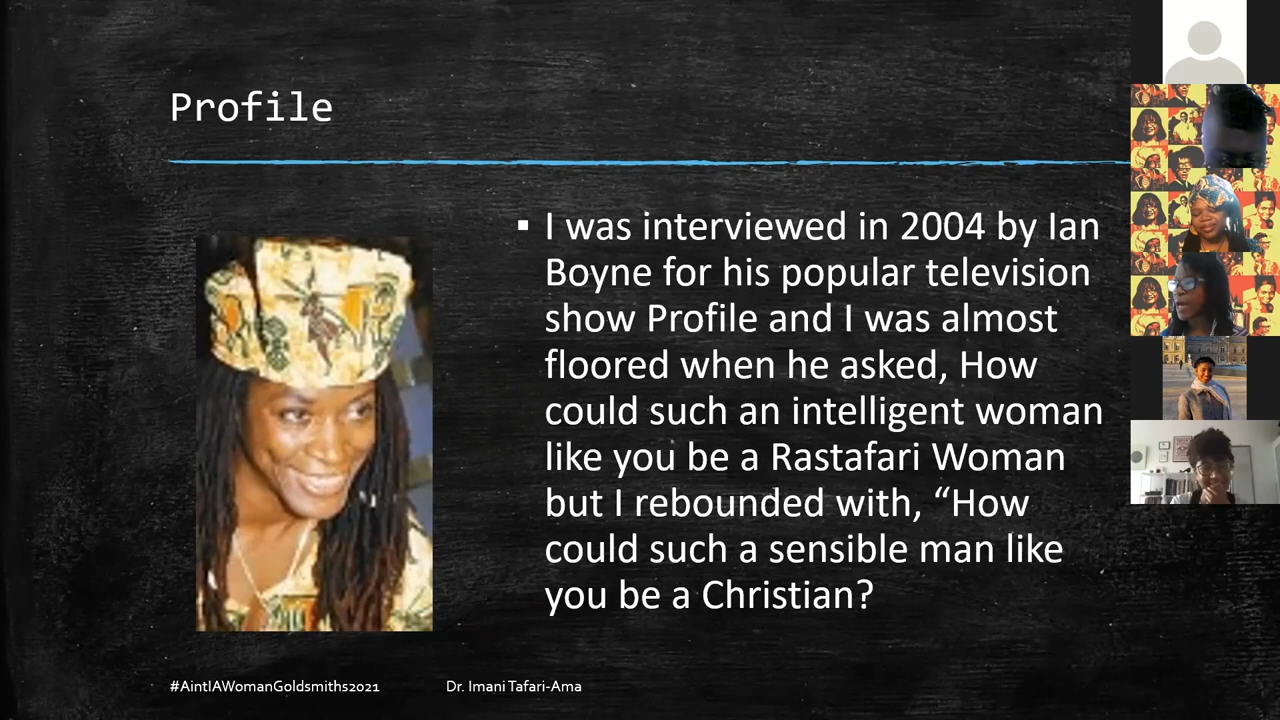 Profile
▪ I was interviewed in 2004 by Ian
Boyne for his popular television
show Profile and I was almost
floored when he asked, How
could such an intelligent woman
like you be a Rastafari Woman
but I rebounded with, “How
could such a sensible man like
you be a Christian?
#AintIAWomanGoldsmiths2021 Dr. Imani Tafari-Ama